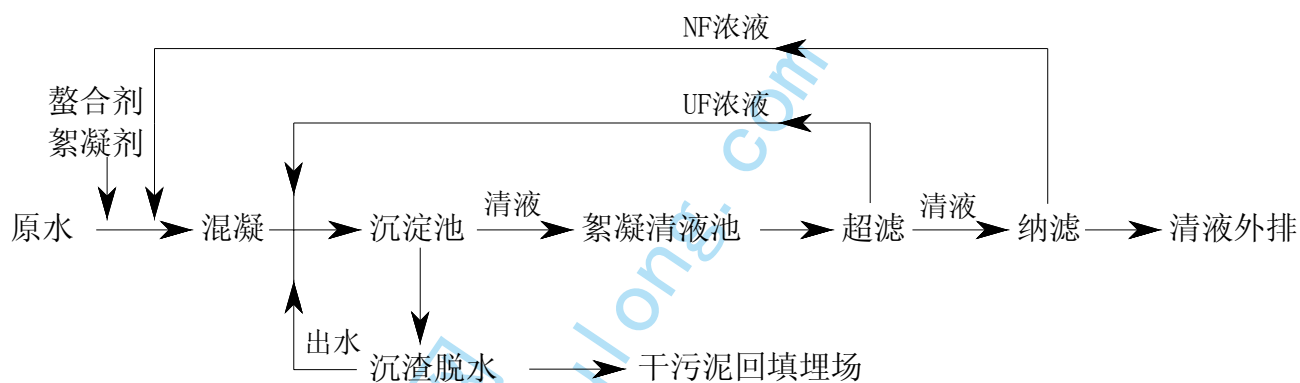 NF浓液
螯合剂
UF浓液
絮凝剂
原水
混凝
沉淀池
清液
絮凝清液池
超滤
清液
纳滤
清液外排
出水
沉渣脱水
干污泥回填埋场
ulong.com